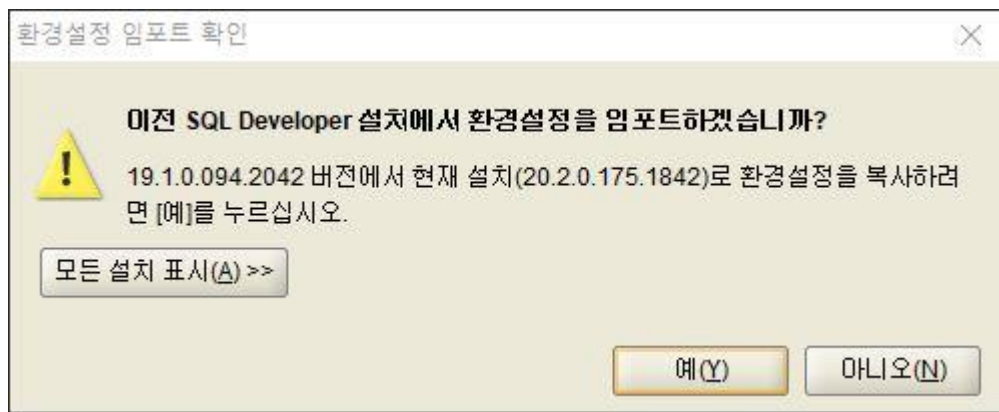 환경설정 임포트 확인
이전 SQL Developer 설치에서 환경설정을 임포트하겠습니까?
19.1.0.094.2042 버전에서 현재 설치(20.2.0.175.1842)로 환경설정을 복사하려
면 [예]를 누르십시오.
모든 설치 표시(A) >>
예(Y)
아니오(N)